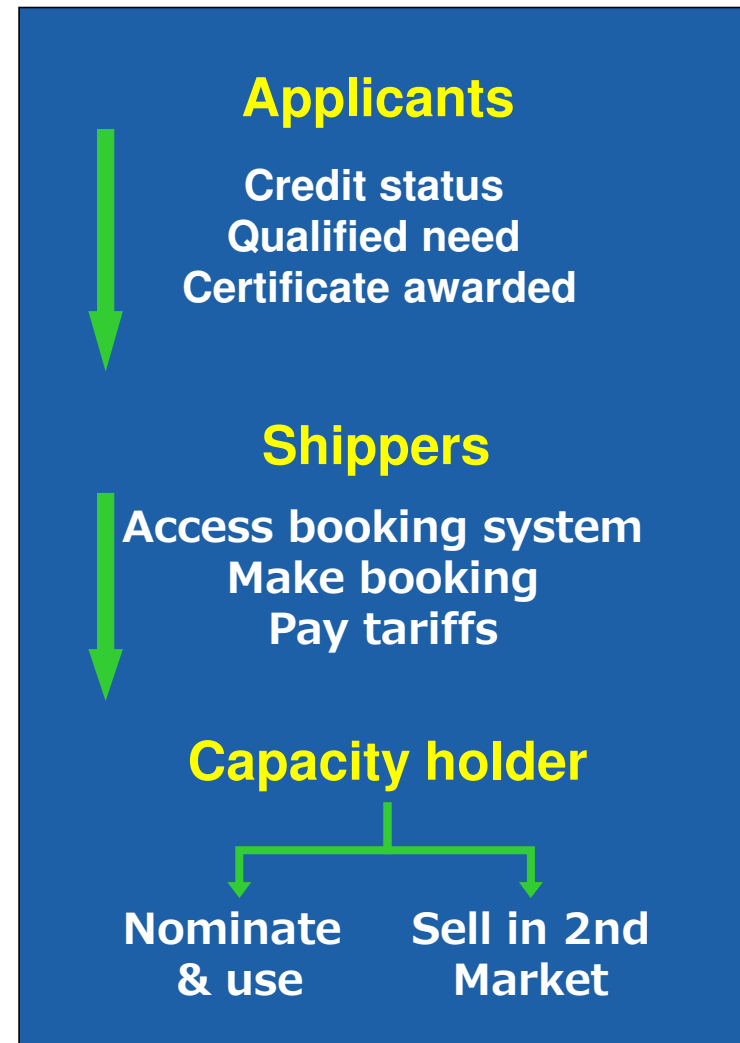 Applicants
Credit status
Qualified need
Certificate awarded
Shippers
Access booking system
Make booking
Pay tariffs
Capacity holder
Nominate
& use
Sell in 2nd
Market